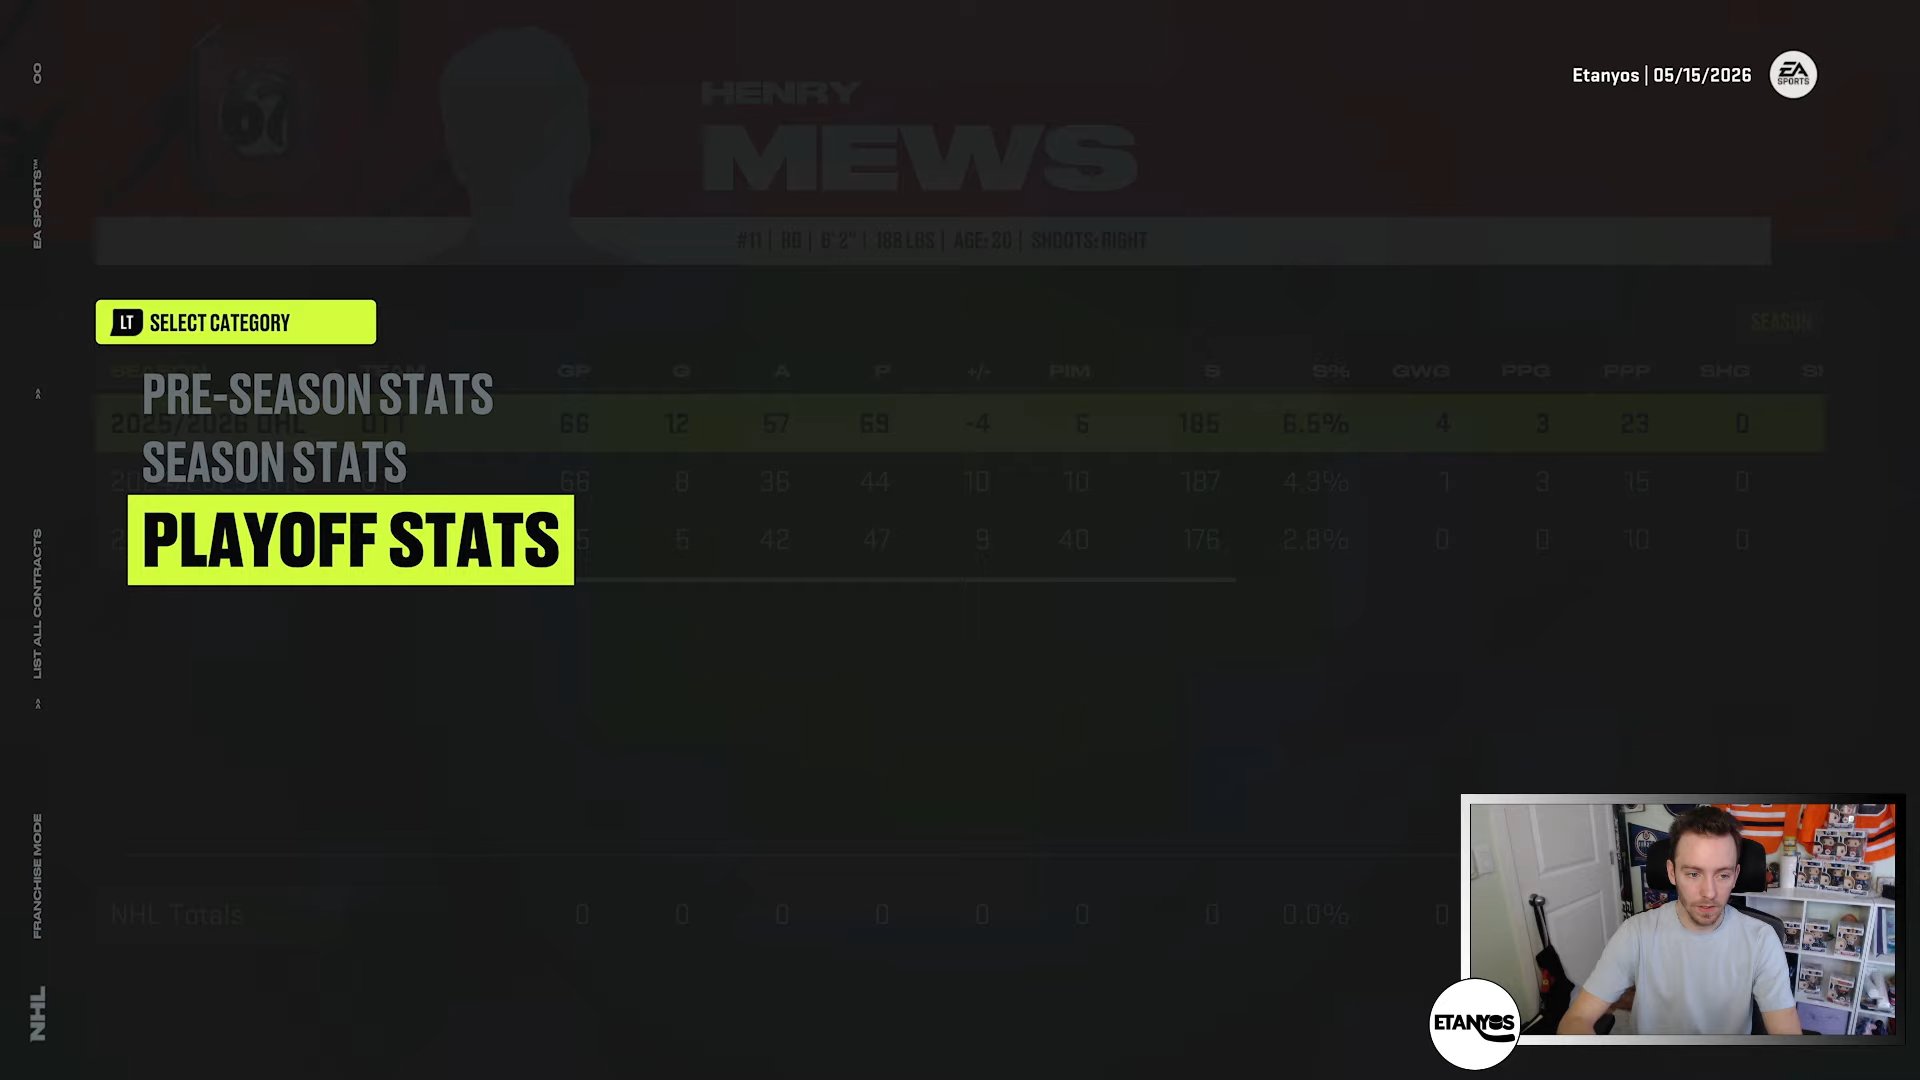 Etanyos | 05/15/2026
EA
SPORTS
HENRY
MEWS
#11 | RD | 6' 2" | 188 LBS | AGE: 20 | SHOOTS: RIGHT
LT SELECT CATEGORY
SEASON
PRE-SEASON STATS
SEASON STATS
PLAYOFF STATS
SEASON TEAM GP G A P +/- PIM S S% GWG PPG PPP SHG
2025/2026 OHL OTT 66 12 57 69 -4 6 185 6.5% 4 3 23 0
66 8 36 44 10 10 187 4.3% 1 3 15 0
5 42 47 9 40 176 2.8% 0 0 10 0
NHL Totals 0 0 0 0 0 0 0 0.0% 0
EA SPORTS™
LIST ALL CONTRACTS
FRANCHISE MODE
NHL
ETANYOS